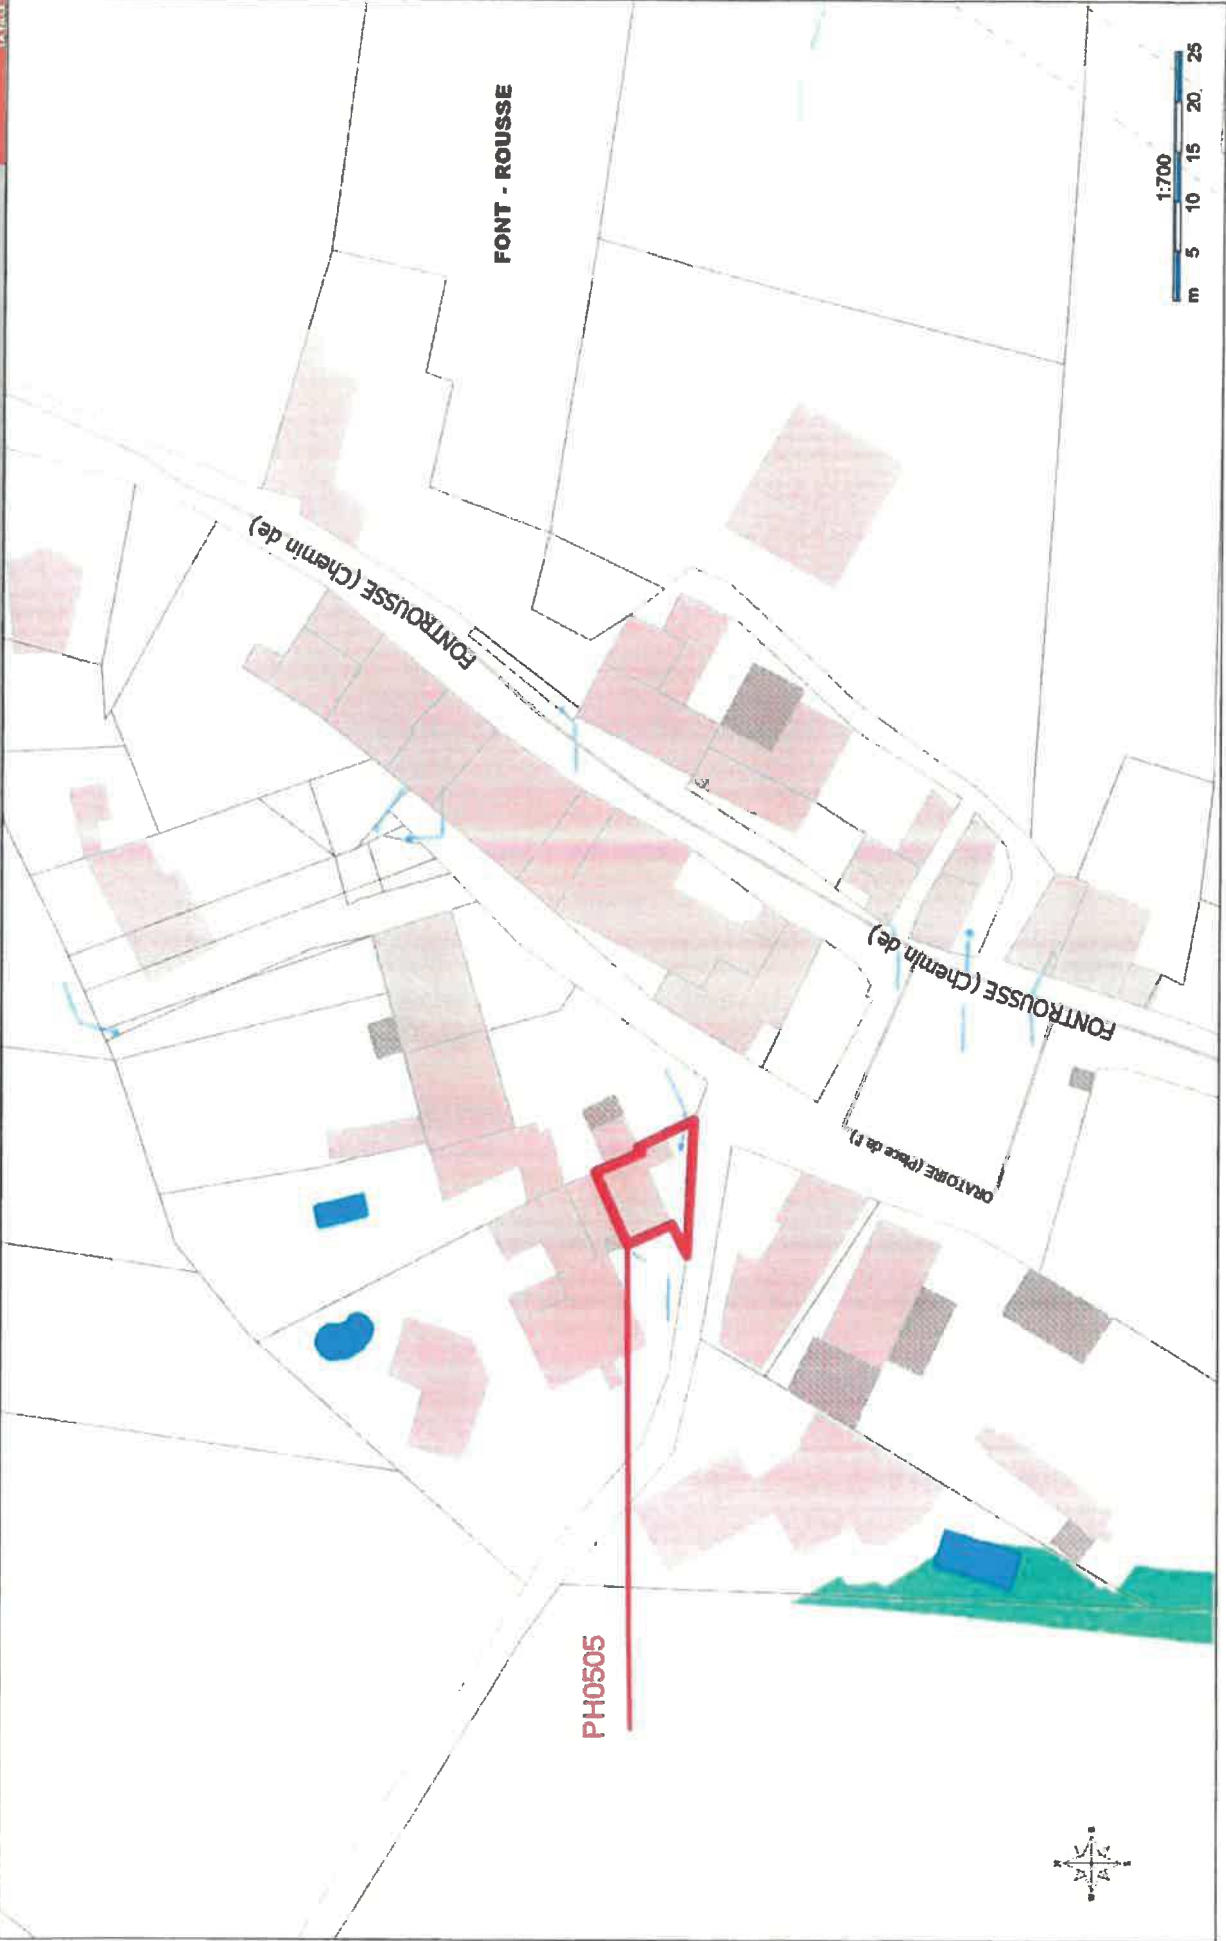 FONT - ROUSSE
FONTROUSSE (Chemin de)
FONTROUSSE (Chemin de)
ORATOIRE (Place de l')
PH0505
1:700
m 5 10 15 20 25